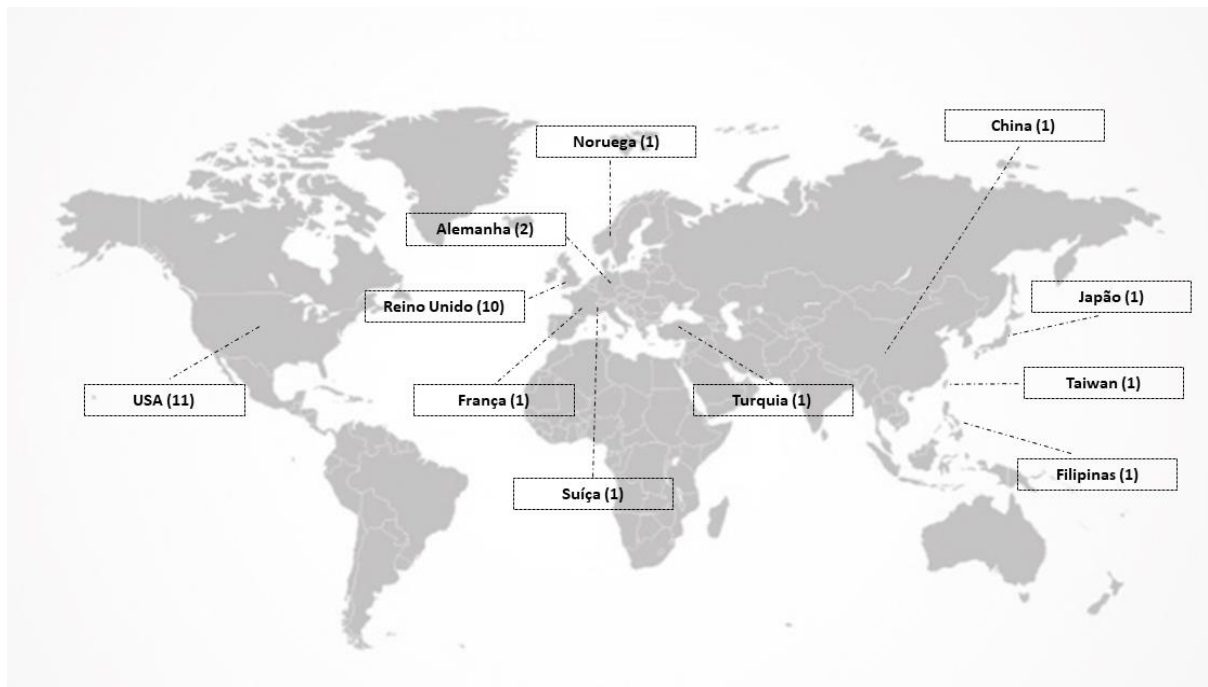 China (1)
Noruega (1)
Alemanha (2)
Reino Unido (10)
Japão (1)
USA (11)
França (1)
Turquia (1)
Taiwan (1)
Filipinas (1)
Suíça (1)